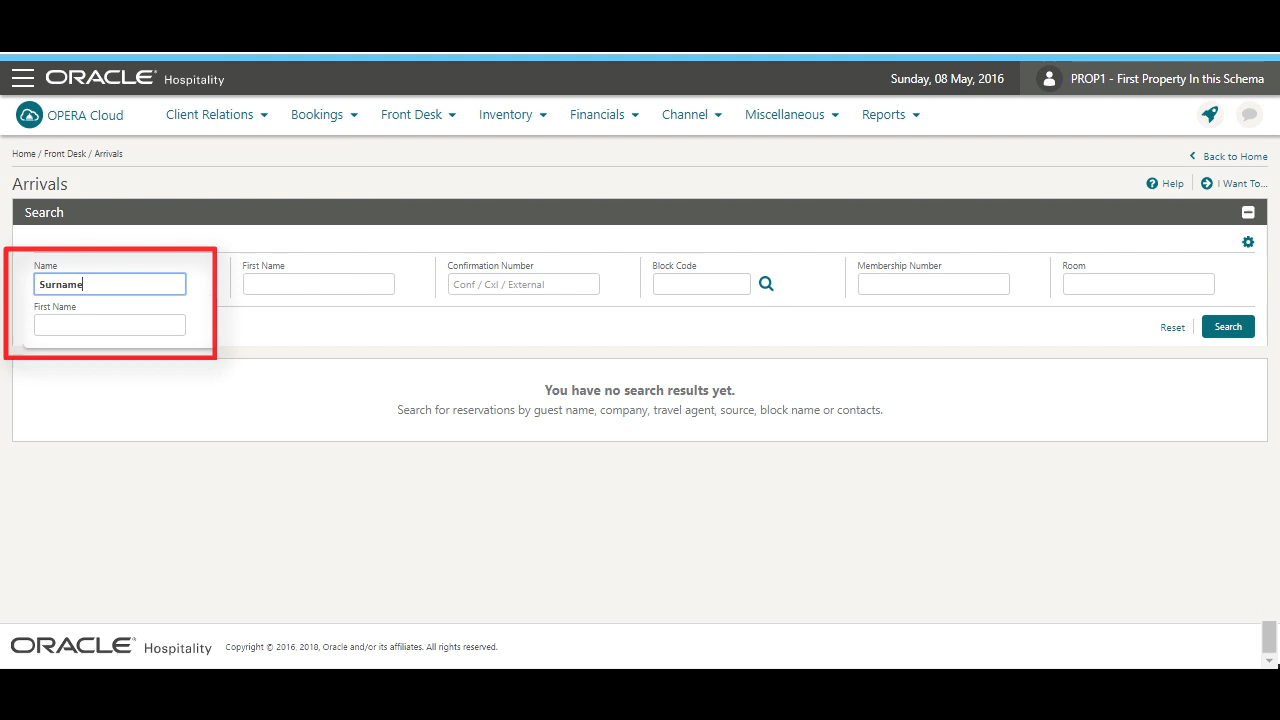 ORACLE® Hospitality
Sunday, 08 May, 2016
PROP1 - First Property In this Schema
OPERA Cloud
Client Relations
Bookings
Front Desk
Inventory
Financials
Channel
Miscellaneous
Reports
Home / Front Desk / Arrivals
Back to Home
Arrivals
Help
I Want To...
Search
Name
Surname
First Name
First Name
Confirmation Number
Conf / Cxl / External
Block Code
Membership Number
Room
Reset
Search
You have no search results yet.
Search for reservations by guest name, company, travel agent, source, block name or contacts.
ORACLE® Hospitality
Copyright © 2016, 2018, Oracle and/or its affiliates. All rights reserved.